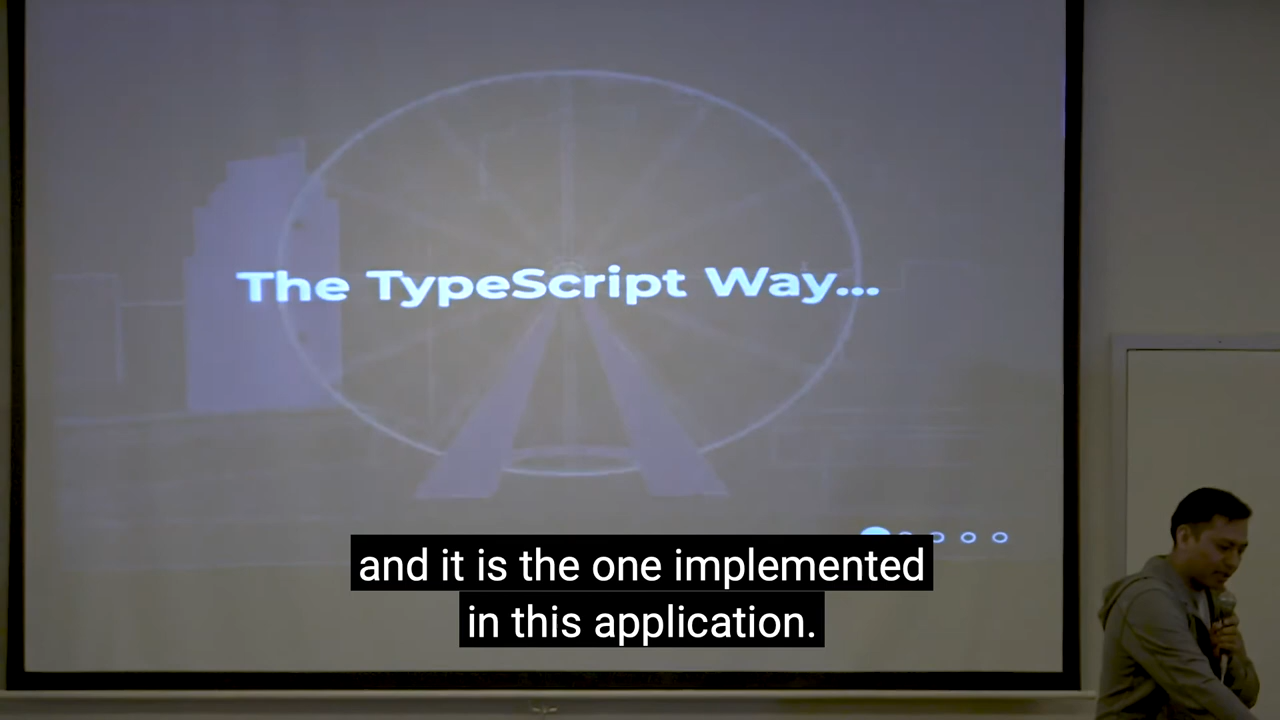 The TypeScript Way...
and it is the one implemented
in this application.